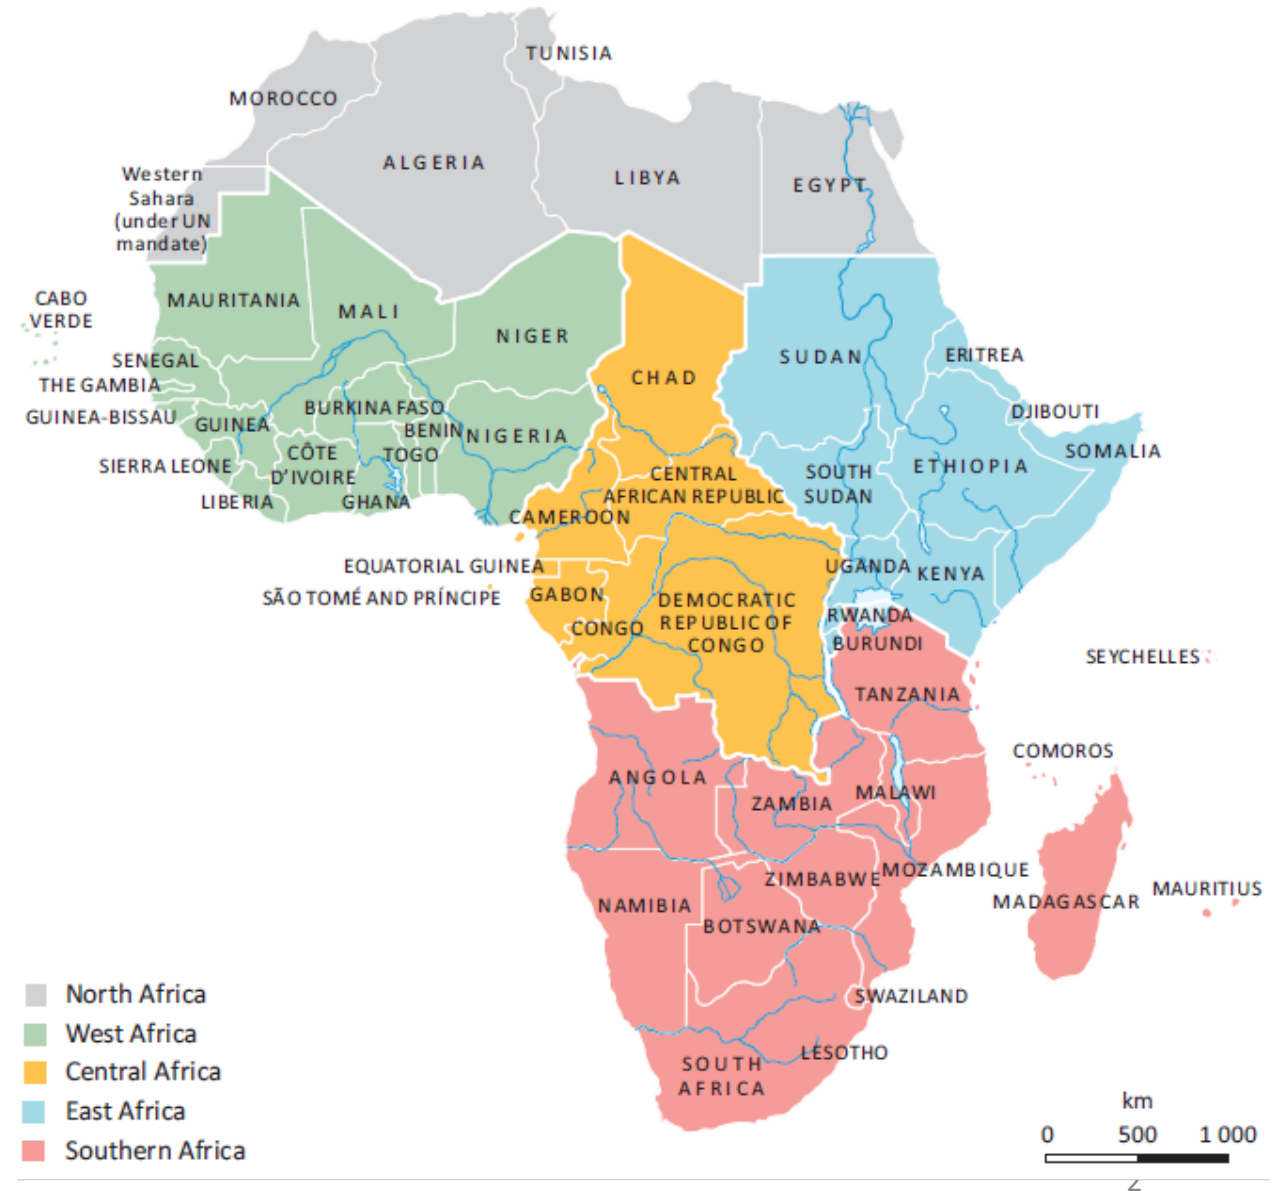 TUNISIA
MOROCCO
ALGERIA
LIBYA
EGYPT
Western
Sahara
(under UN
mandate)
CABO
VERDE
MAURITANIA
MALI
NIGER
CHAD
SUDAN
ERITREA
SENEGAL
THE GAMBIA
GUINEA-BISSAU
GUINEA
BURKINA FASO
BENIN
NIGERIA
DJIBOUTI
SOMALIA
SIERRA LEONE
CÔTE
D'IVOIRE
TOGO
LIBERIA
GHANA
CENTRAL
AFRICAN REPUBLIC
SOUTH
SUDAN
ETHIOPIA
CAMEROON
EQUATORIAL GUINEA
SÃO TOMÉ AND PRÍNCIPE
GABON
CONGO
DEMOCRATIC
REPUBLIC OF
CONGO
UGANDA
KENYA
RWANDA
BURUNDI
SEYCHELLES
TANZANIA
COMOROS
ANGOLA
ZAMBIA
MALAWI
MOZAMBIQUE
ZIMBABWE
MADAGASCAR
MAURITIUS
NAMIBIA
BOTSWANA
SWAZILAND
LESOTHO
SOUTH
AFRICA
North Africa
West Africa
Central Africa
East Africa
Southern Africa
km
0 500 1 000